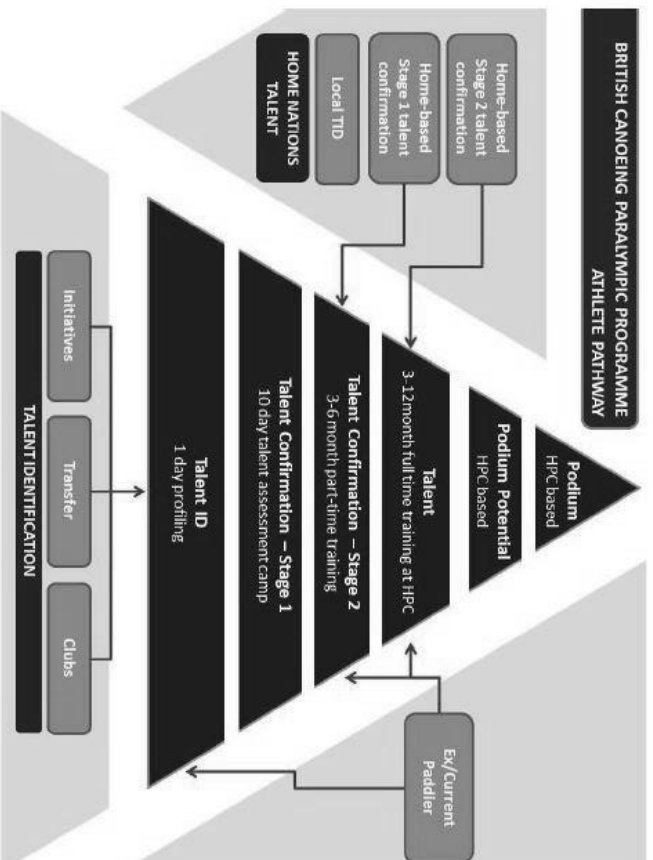 BRITISH CANOEING PARALYMPIC PROGRAMME
ATHLETE PATHWAY
Home-based
Stage 2 talent
confirmation
Home-based
Stage 1 talent
confirmation
Local TID
HOME NATIONS
TALENT
Podium
HPC based
Podium Potential
HPC based
Talent
3-12month full time training at HPC
Talent Confirmation – Stage 2
3-6 month part-time training
Talent Confirmation – Stage 1
10 day talent assessment camp
Talent ID
1 day profiling
Ex/Current
Paddler
Initiatives
Transfer
Clubs
TALENT IDENTIFICATION